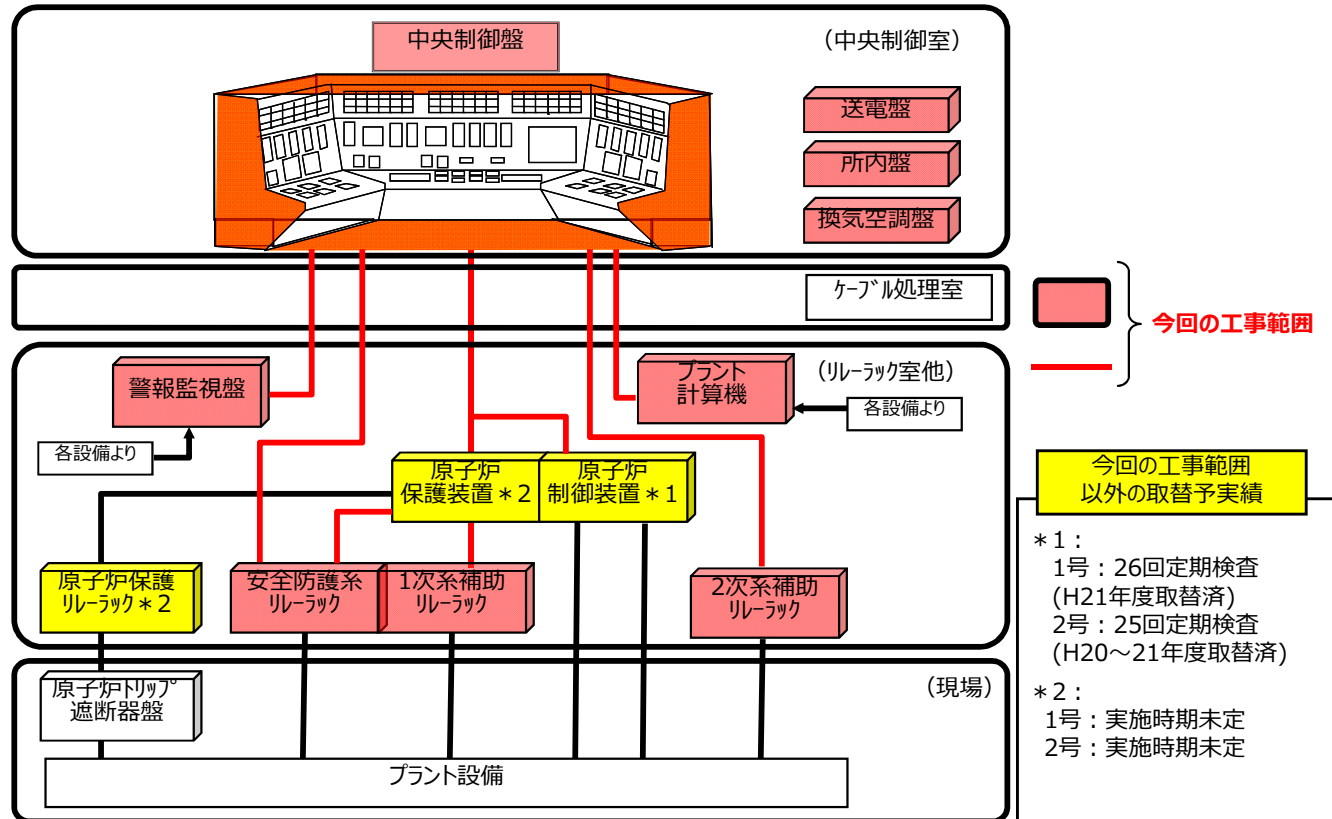 中央制御盤
（中央制御室）
送電盤
所内盤
換気空調盤
ｹｰﾌﾞﾙ処理室
今回の工事範囲
警報監視盤
プラント
計算機
（ﾘﾚｰﾗｯｸ室他）
各設備より
各設備より
原子炉
保護装置＊2
原子炉
制御装置＊1
原子炉保護
ﾘﾚｰﾗｯｸ＊2
安全防護系
ﾘﾚｰﾗｯｸ
1次系補助
ﾘﾚｰﾗｯｸ
2次系補助
ﾘﾚｰﾗｯｸ
原子炉ﾄﾘｯﾌﾟ
遮断器盤
（現場）
プラント設備
今回の工事範囲
以外の取替予実績
＊1：
1号：26回定期検査
(H21年度取替済)
2号：25回定期検査
(H20～21年度取替済)
＊2：
1号：実施時期未定
2号：実施時期未定